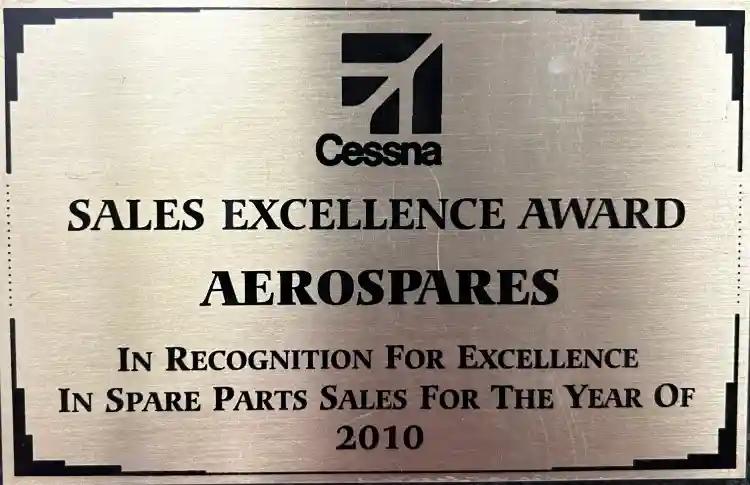 Cessna
SALES EXCELLENCE AWARD
AEROSPARES
IN RECOGNITION FOR EXCELLENCE
IN SPARE PARTS SALES FOR THE YEAR OF
2010